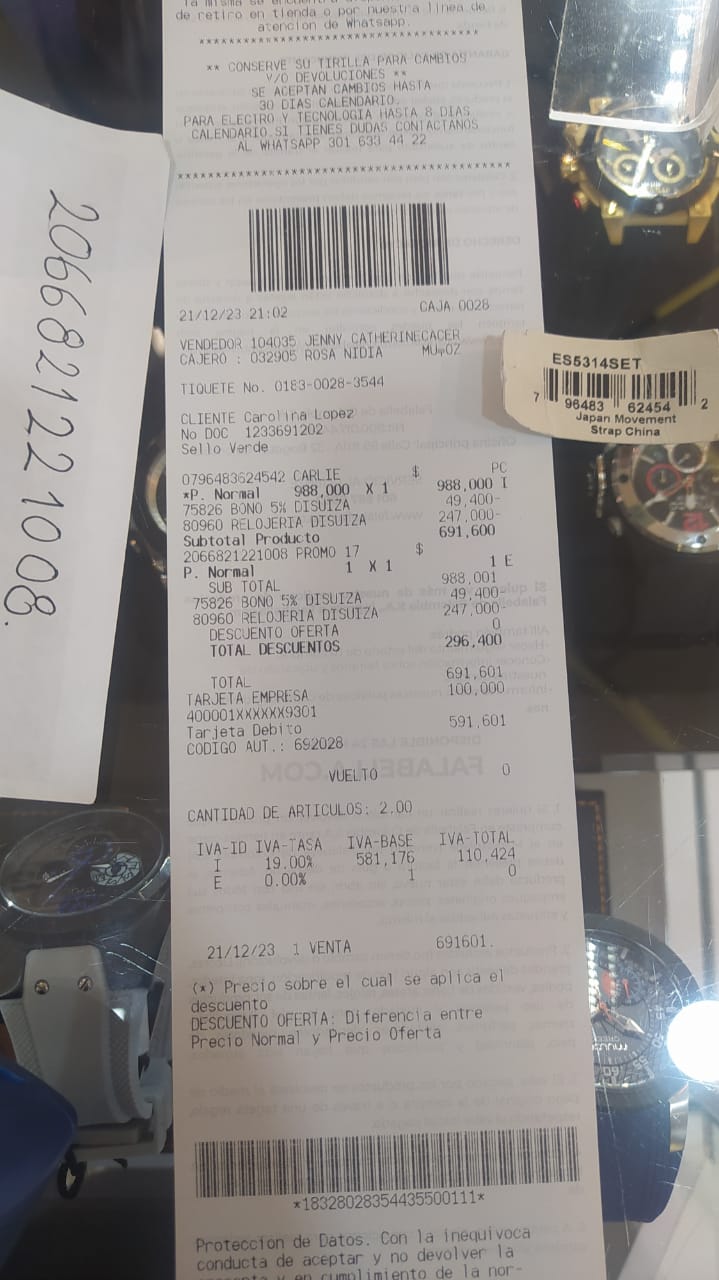 de retiro en tienda o por nuestra linea de
atencion de Whatsapp.
******************************************
** CONSERVE SU TIRILLA PARA CAMBIOS
Y/O DEVOLUCIONES **
SE ACEPTAN CAMBIOS HASTA
30 DIAS CALENDARIO.
PARA ELECTRO Y TECNOLOGIA HASTA 8 DIAS
CALENDARIO.SI TIENES DUDAS CONTACTANOS
AL WHATSAPP 301 633 44 22
******************************************
21/12/23 21:02 CAJA 0028
VENDEDOR 104035 JENNY CATHERINECACER
CAJERO : 032905 ROSA NIDIA MUφOZ
TIQUETE No. 0183-0028-3544
CLIENTE Carolina Lopez
No DOC 1233691202
Sello Verde
0796483624542 CARLIE $ PC
*P. Normal 988,000 X 1 988,000 I
75826 BONO 5% DISUIZA 49,400-
80960 RELOJERIA DISUIZA 247,000-
Subtotal Producto 691,600
2066821221008 PROMO 17 $
P. Normal 1 X 1 1 E
SUB TOTAL 988,001
75826 BONO 5% DISUIZA 49,400-
80960 RELOJERIA DISUIZA 247,000-
DESCUENTO OFERTA 0
TOTAL DESCUENTOS 296,400
TOTAL 691,601
TARJETA EMPRESA 100,000
400001XXXXXX9301
Tarjeta Debito 591,601
CODIGO AUT.: 692028
VUELTO 0
CANTIDAD DE ARTICULOS: 2.00
IVA-ID IVA-TASA IVA-BASE IVA-TOTAL
I 19.00% 581,176 110,424
E 0.00% 1 0
21/12/23 1 VENTA 691601.
(*) Precio sobre el cual se aplica el
descuento
DESCUENTO OFERTA: Diferencia entre
Precio Normal y Precio Oferta
*18328028354435500111*
Proteccion de Datos. Con la inequivoca
conducta de aceptar y no devolver la
y en cumplimiento de la nor-
2066821221008.
ES5314SET
7 96483 62454 2
Japan Movement
Strap China
FALABELLA.COM